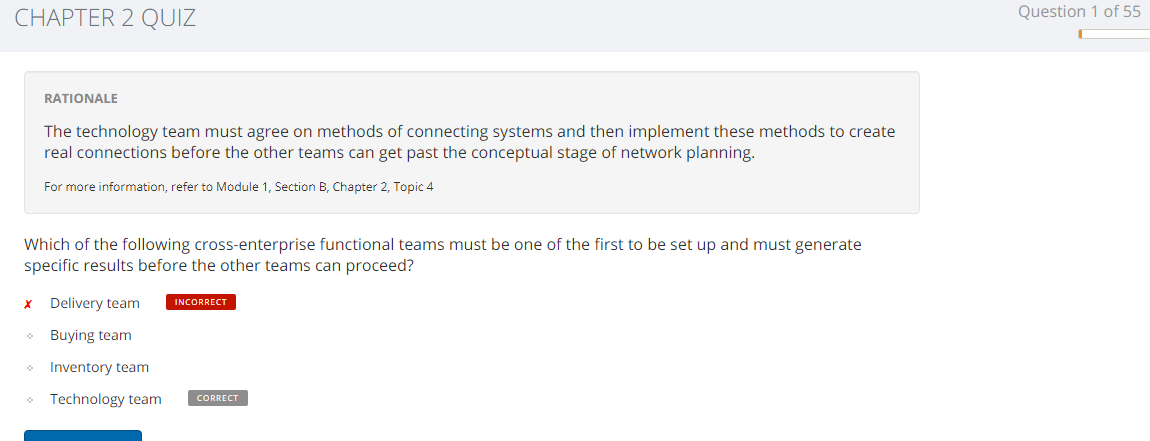 CHAPTER 2 QUIZ
Question 1 of 55
RATIONALE
The technology team must agree on methods of connecting systems and then implement these methods to create
real connections before the other teams can get past the conceptual stage of network planning.
For more information, refer to Module 1, Section B, Chapter 2, Topic 4
Which of the following cross-enterprise functional teams must be one of the first to be set up and must generate
specific results before the other teams can proceed?
✗ Delivery team INCORRECT
Buying team
Inventory team
Technology team CORRECT